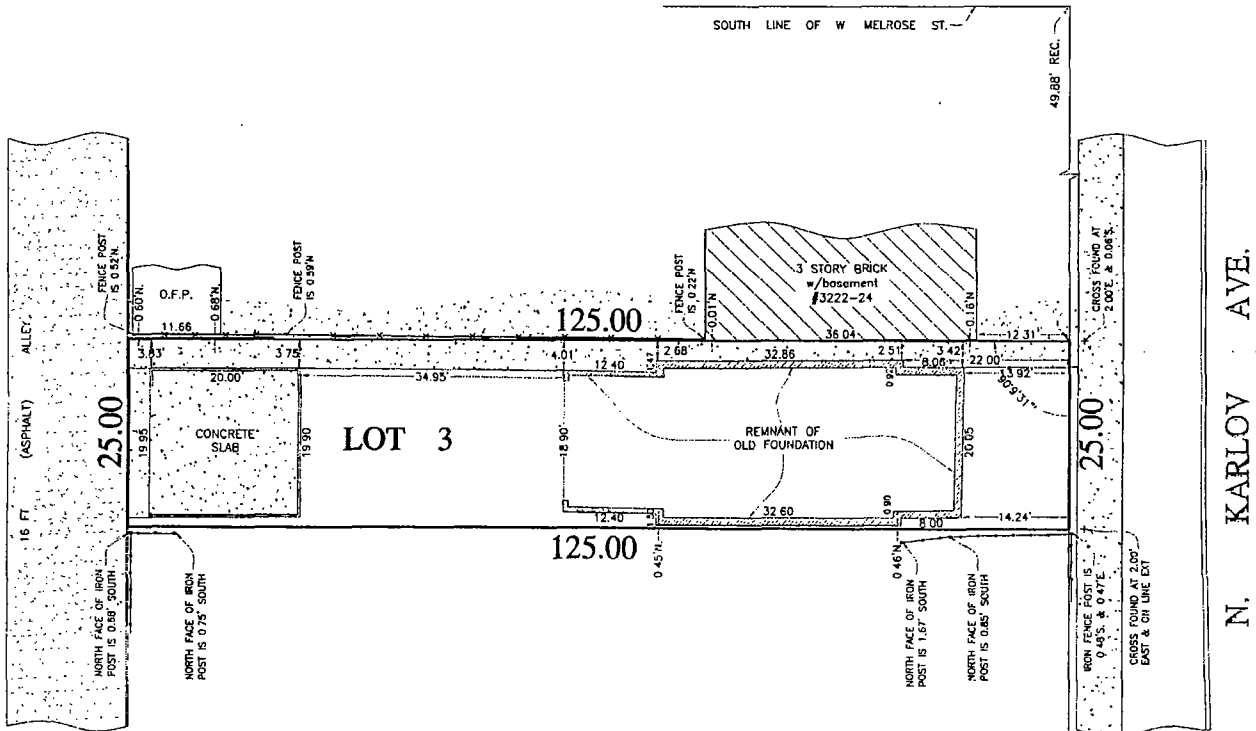 SOUTH LINE OF W MELROSE ST.
49.88' REC.
FENCE POST
IS 0.52'N.
0.60'N.
O.F.P.
0.68'N.
FENCE POST
IS 0.59'N
FENCE POST
IS 0.22'N
0.01'N
3 STORY BRICK
w/basement
#3222-24
0.16'N
CROSS FOUND AT
2.00'E. & 0.06'S.
11.66
125.00
36.04
12.31'
3.83'
3.75'
4.01'
2.68'
2.51'
3.42'
20.00
34.95'
12.40
0.47
32.86
8.06
22.00
13.92'
0.92
16 FT (ASPHALT) ALLEY
25.00
19.95
CONCRETE
SLAB
19.90
LOT 3
18.90'
REMNANT OF
OLD FOUNDATION
20.05
25.00
N. KARLOV AVE.
12.40
32.60
0.90
8.00
14.24'
125.00
0.45'N
0.46'N
NORTH FACE OF IRON
POST IS 0.68' SOUTH
NORTH FACE OF IRON
POST IS 0.75' SOUTH
NORTH FACE OF IRON
POST IS 1.67' SOUTH
NORTH FACE OF IRON
POST IS 0.85' SOUTH
IRON FENCE POST IS
0.48'S. & 0.47'E.
CROSS FOUND AT 2.00'
EAST & ON LINE EXT